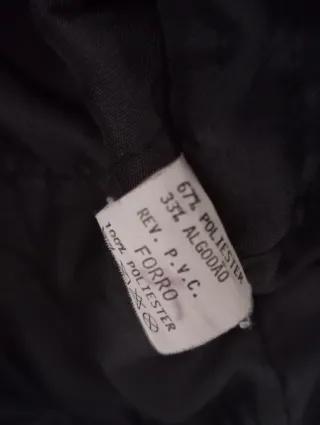 67% POLIESTER
33% ALGODÃO
REV. P.V.C.
FORRO
100% POLIESTER